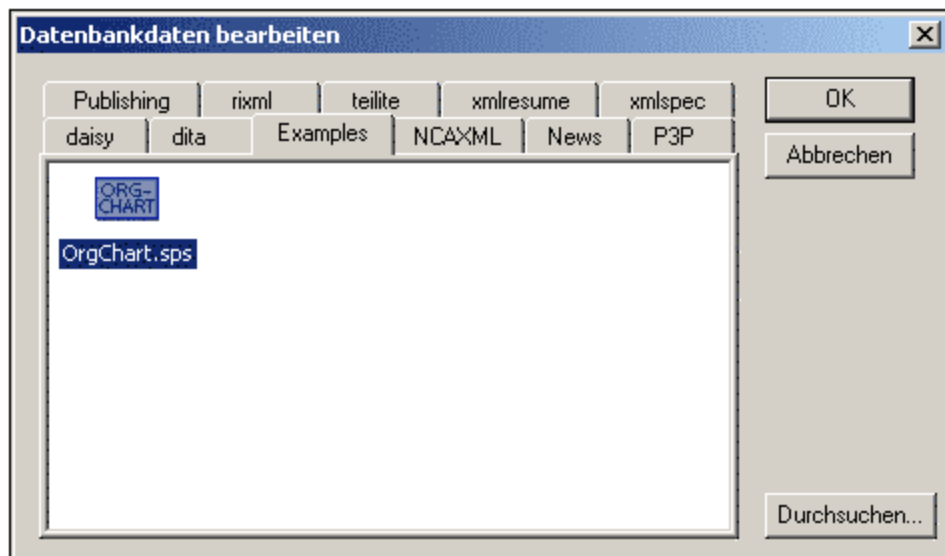 Datenbankdaten bearbeiten
Publishing rixml teilite xmlresume xmlspec
daisy dita Examples NCAXML News P3P
OK
Abbrechen
ORG-
CHART
OrgChart.sps
Durchsuchen...